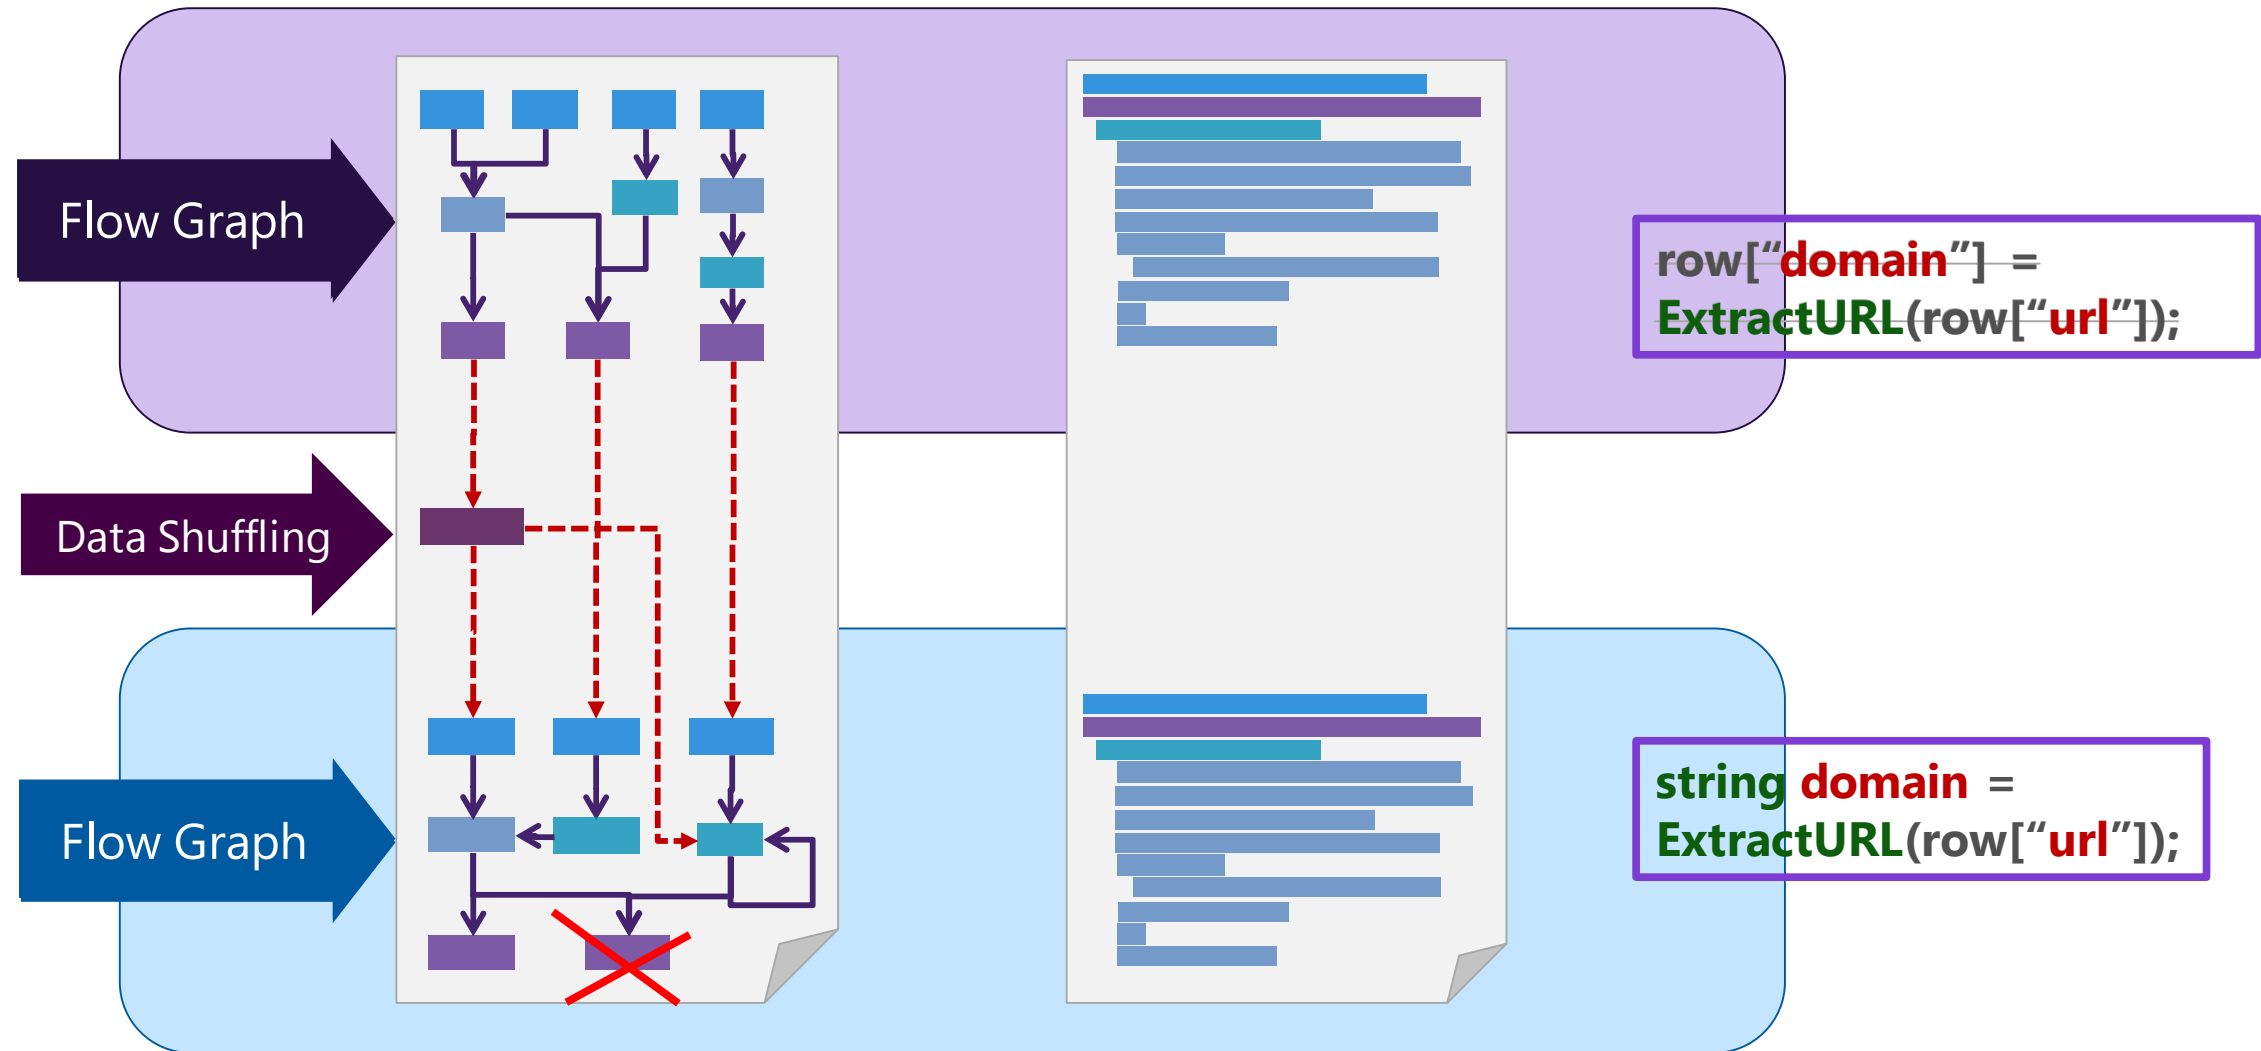 Flow Graph
row[“domain”] =
ExtractURL(row[“url”]);
Data Shuffling
Flow Graph
string domain =
ExtractURL(row[“url”]);